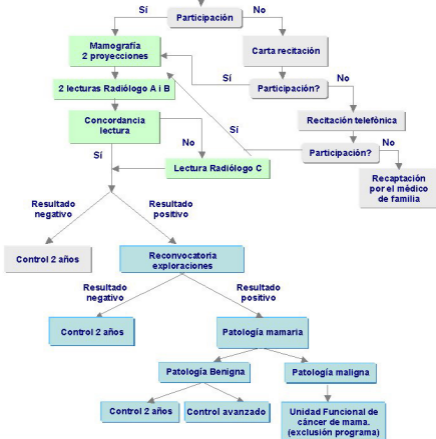 Sí
No
Participación
Mamografía
2 proyecciones
Carta recitación
Sí
No
2 lecturas Radiólogo A i B
Participación?
Concordancia
lectura
Recitación telefónica
Sí
No
Sí
Participación?
No
Lectura Radiólogo C
Recaptación
por el médico
de familia
Resultado
negativo
Resultado
positivo
Control 2 años
Reconvocatoria
exploraciones
Resultado
negativo
Resultado
positivo
Control 2 años
Patología mamaria
Patología Benigna
Patología maligna
Control 2 años
Control avanzado
Unidad Funcional de
cáncer de mama.
(exclusión programa)